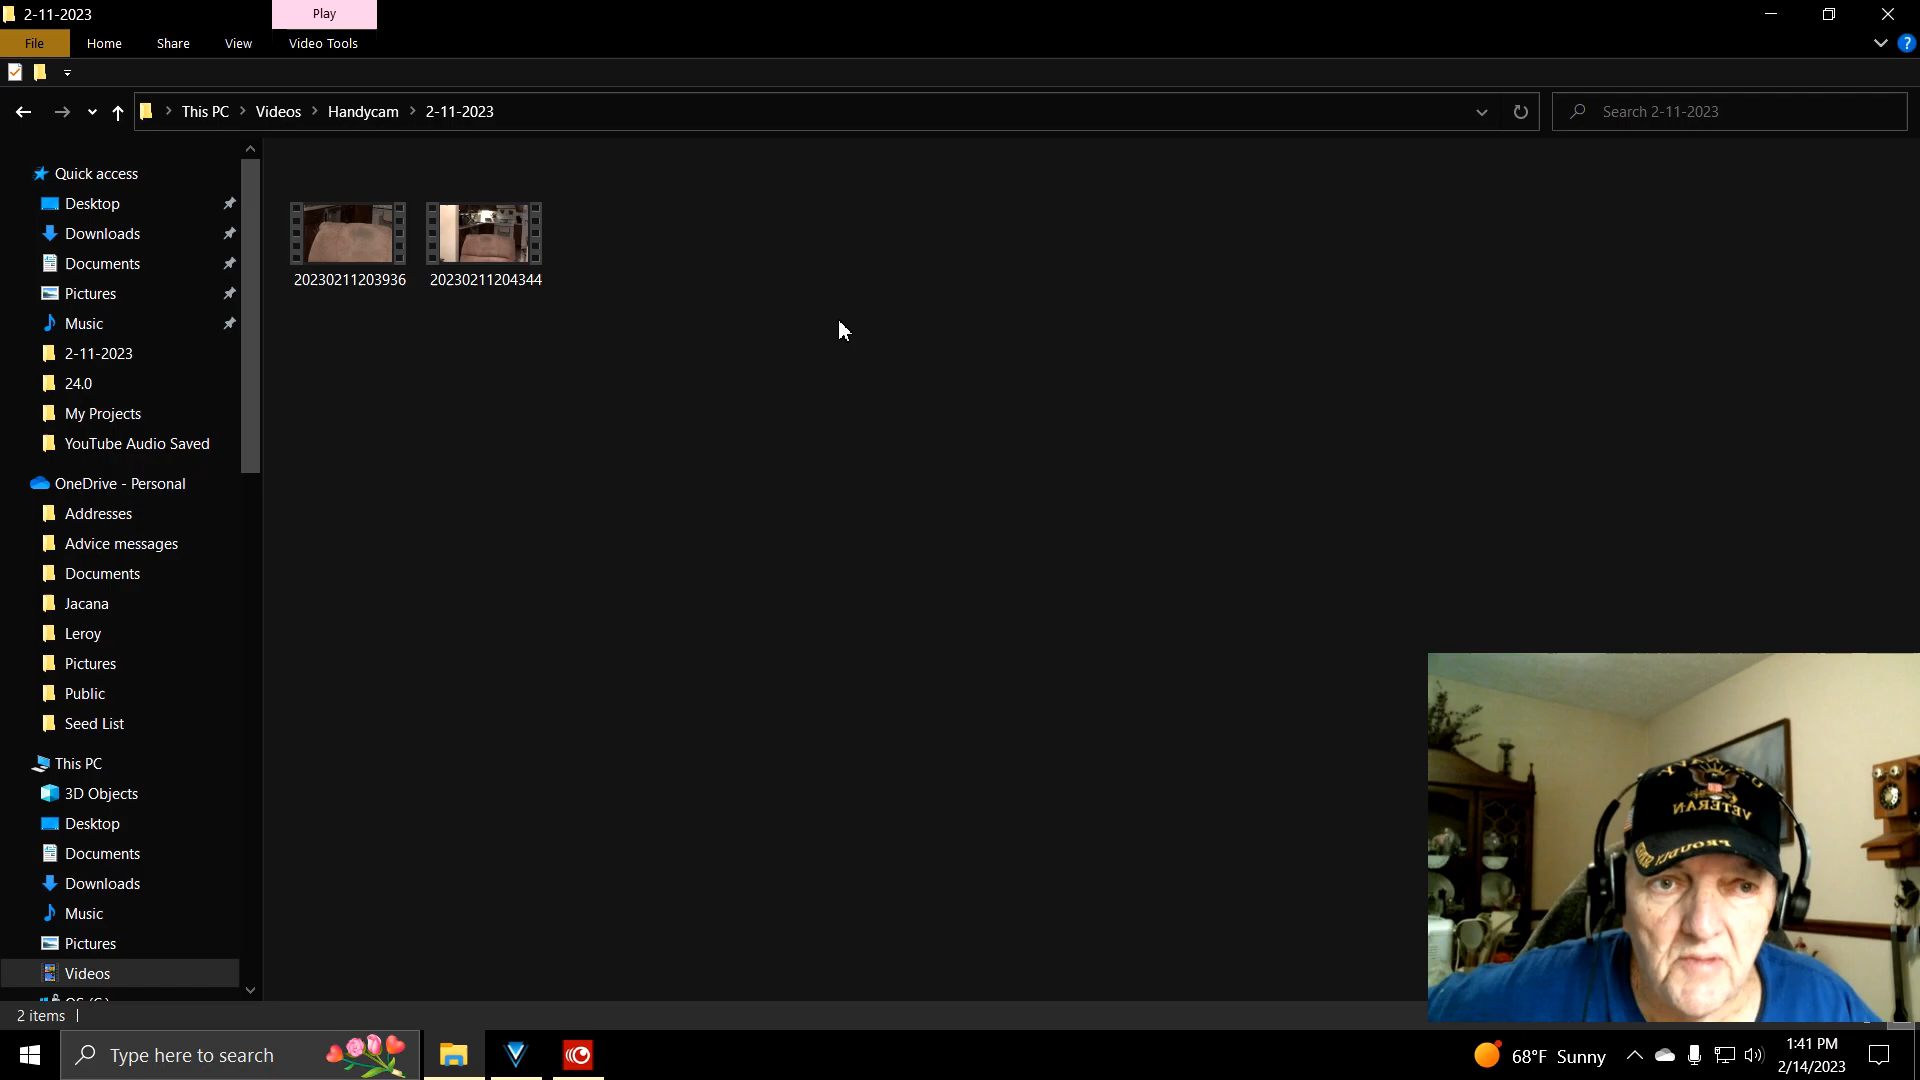 2-11-2023
Play
File
Home
Share
View
Video Tools
?
This PC
Videos
Handycam
2-11-2023
Search 2-11-2023
Quick access
Desktop
Downloads
Documents
Pictures
Music
2-11-2023
24.0
My Projects
YouTube Audio Saved
OneDrive - Personal
Addresses
Advice messages
Documents
Jacana
Leroy
Pictures
Public
Seed List
This PC
3D Objects
Desktop
Documents
Downloads
Music
Pictures
Videos
20230211203936
20230211204344
U.S. NAVY
VETERAN
PROUDLY
2 items
Type here to search
68°F Sunny
1:41 PM
2/14/2023